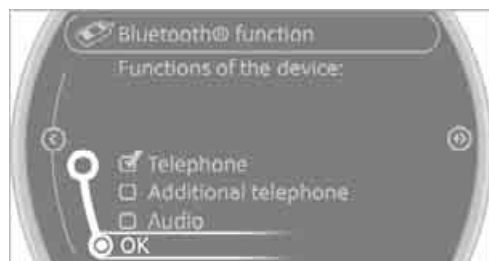 Bluetooth® function
Functions of the device:
Telephone
Additional telephone
Audio
OK